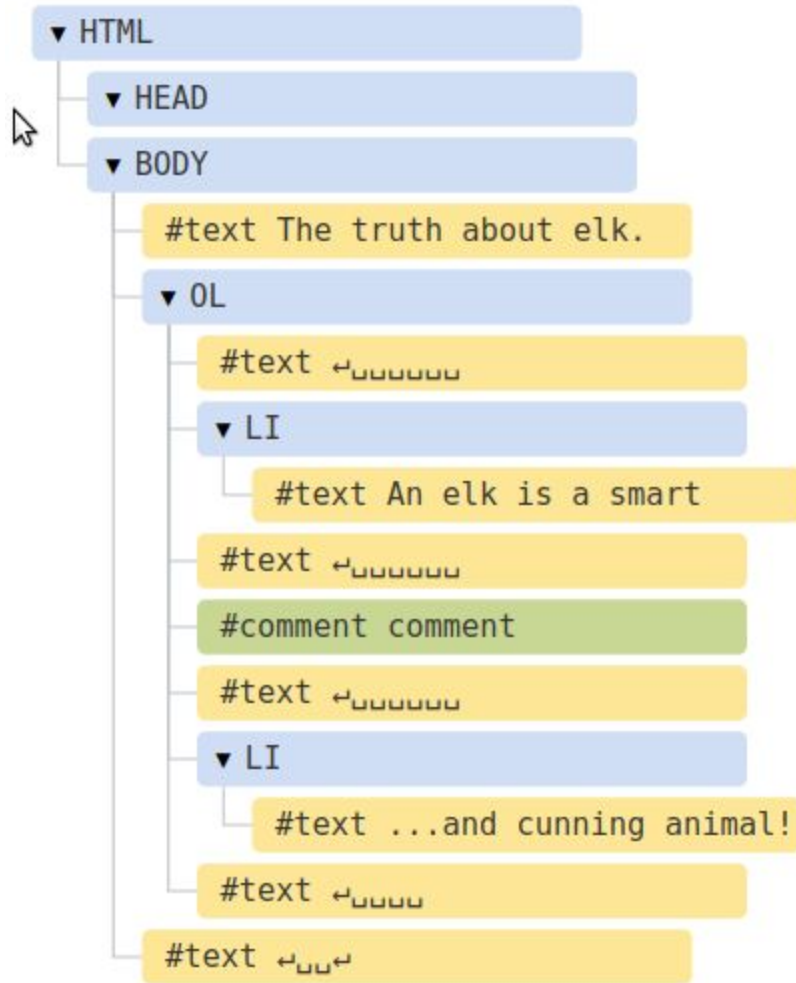 ▼ HTML
▼ HEAD
▼ BODY
#text The truth about elk.
▼ OL
#text ↵␣␣␣␣␣␣
▼ LI
#text An elk is a smart
#text ↵␣␣␣␣␣␣
#comment comment
#text ↵␣␣␣␣␣␣
▼ LI
#text ...and cunning animal!
#text ↵␣␣␣␣
#text ↵␣␣↵